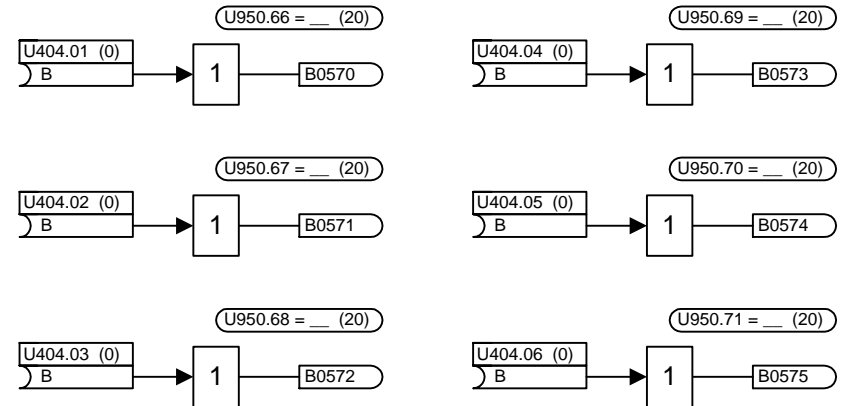 U950.66 = __ (20)
U404.01 (0)
B
1
B0570
U950.69 = __ (20)
U404.04 (0)
B
1
B0573
U950.67 = __ (20)
U404.02 (0)
B
1
B0571
U950.70 = __ (20)
U404.05 (0)
B
1
B0574
U950.68 = __ (20)
U404.03 (0)
B
1
B0572
U950.71 = __ (20)
U404.06 (0)
B
1
B0575